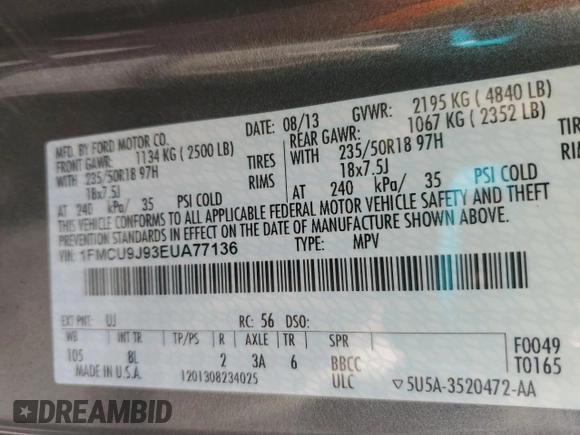 MFD. BY FORD MOTOR CO.
DATE: 08/13
GVWR: 2195 KG ( 4840 LB)
FRONT GAWR: 1134 KG ( 2500 LB)
REAR GAWR: 1067 KG ( 2352 LB)
WITH 235/50R18 97H TIRES
WITH 235/50R18 97H TIRES
18x7.5J RIMS
18x7.5J RIMS
AT 240 kPa/ 35 PSI COLD
AT 240 kPa/ 35 PSI COLD
THIS VEHICLE CONFORMS TO ALL APPLICABLE FEDERAL MOTOR VEHICLE SAFETY AND THEFT
PREVENTION STANDARDS IN EFFECT ON THE DATE OF MANUFACTURE SHOWN ABOVE.
VIN: 1FMCU9J93EUA77136
TYPE: MPV
EXT PNT: UJ RC: 56 DSO:
WB INT TR TP/PS R AXLE TR SPR
105 8L 2 3A 6 BBCC
ULC
F0049
T0165
MADE IN U.S.A. 1201308234025
5U5A-3520472-AA
DREAMBID